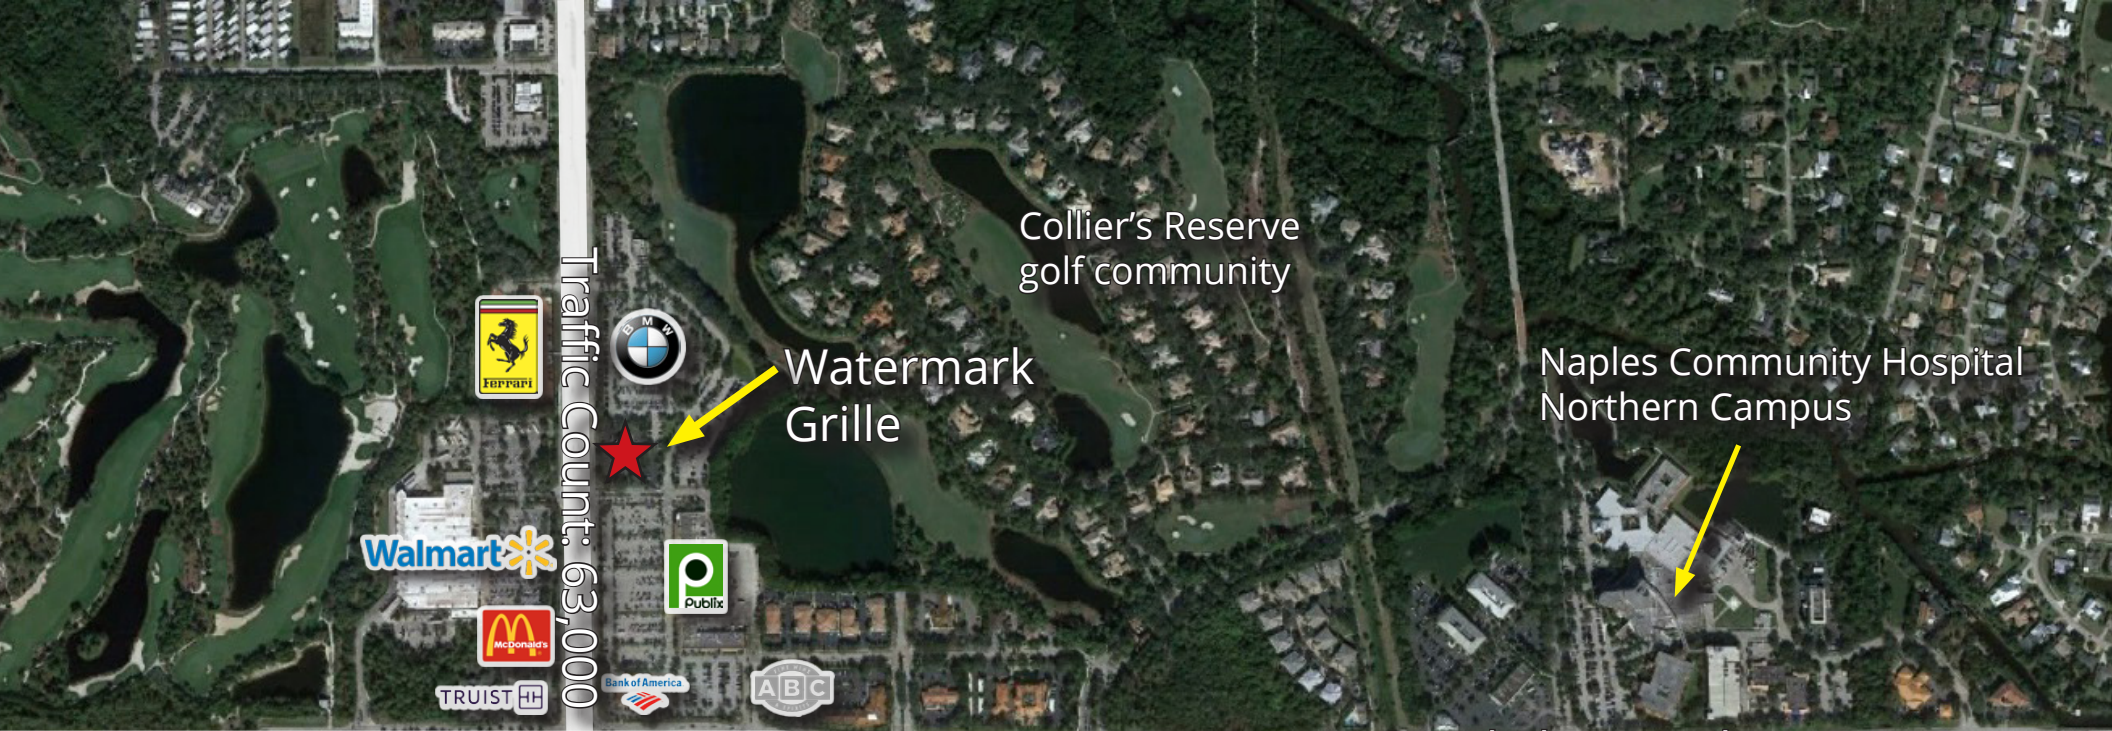 Collier's Reserve
golf community
Ferrari
BMW
Traffic Count: 63,000
Watermark
Grille
Naples Community Hospital
Northern Campus
Walmart
Publix
McDonald's
TRUIST
Bank of America
ABC